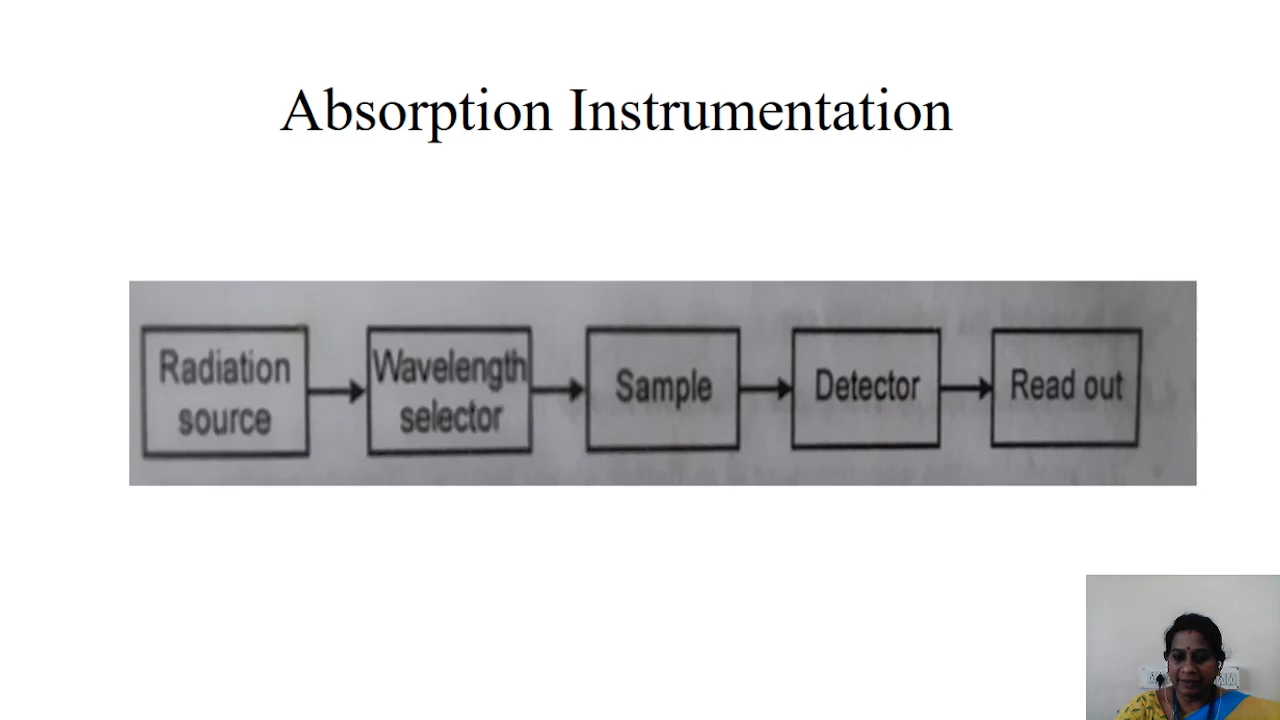 Absorption Instrumentation
Radiation
source
Wavelength
selector
Sample
Detector
Read out